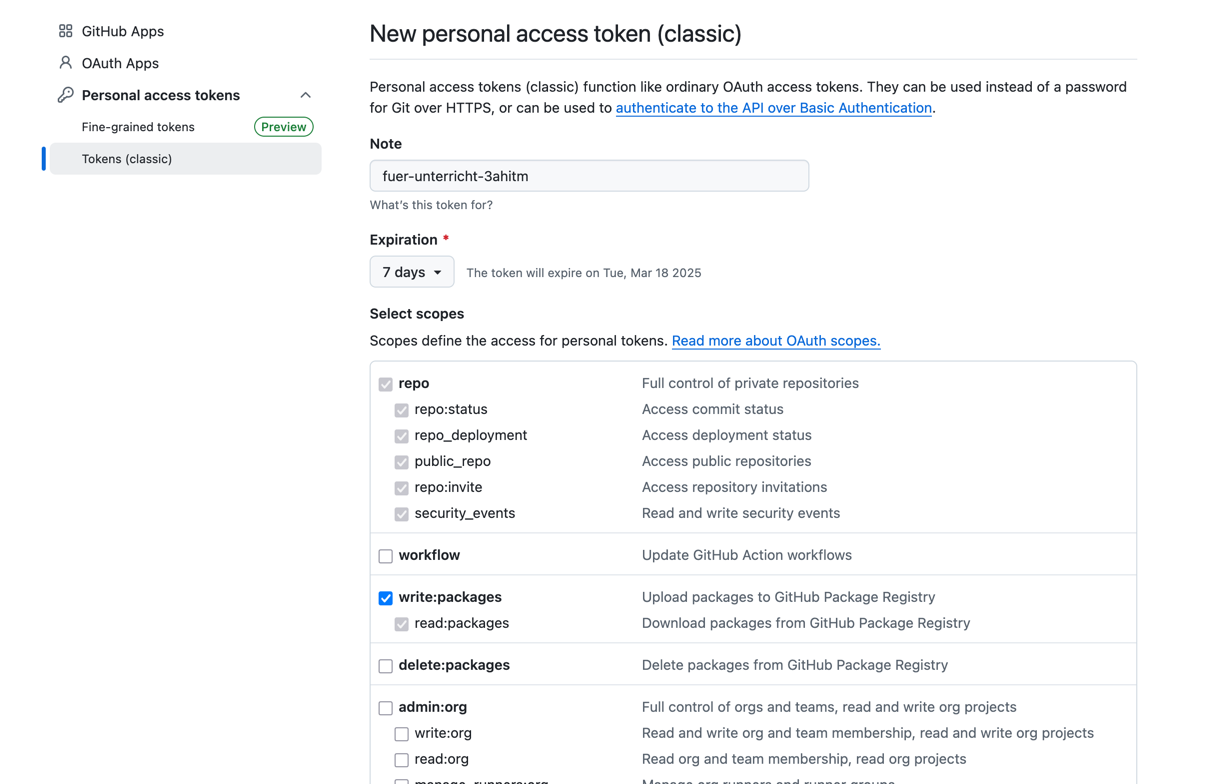 GitHub Apps
OAuth Apps
Personal access tokens
Fine-grained tokens Preview
Tokens (classic)
New personal access token (classic)
Personal access tokens (classic) function like ordinary OAuth access tokens. They can be used instead of a password
for Git over HTTPS, or can be used to authenticate to the API over Basic Authentication.
Note
fuer-unterricht-3ahitm
What's this token for?
Expiration *
7 days The token will expire on Tue, Mar 18 2025
Select scopes
Scopes define the access for personal tokens. Read more about OAuth scopes.
repo Full control of private repositories
repo:status Access commit status
repo_deployment Access deployment status
public_repo Access public repositories
repo:invite Access repository invitations
security_events Read and write security events
workflow Update GitHub Action workflows
write:packages Upload packages to GitHub Package Registry
read:packages Download packages from GitHub Package Registry
delete:packages Delete packages from GitHub Package Registry
admin:org Full control of orgs and teams, read and write org projects
write:org Read and write org and team membership, read and write org projects
read:org Read org and team membership, read org projects
manage_runners:org Manage org runners and runner groups